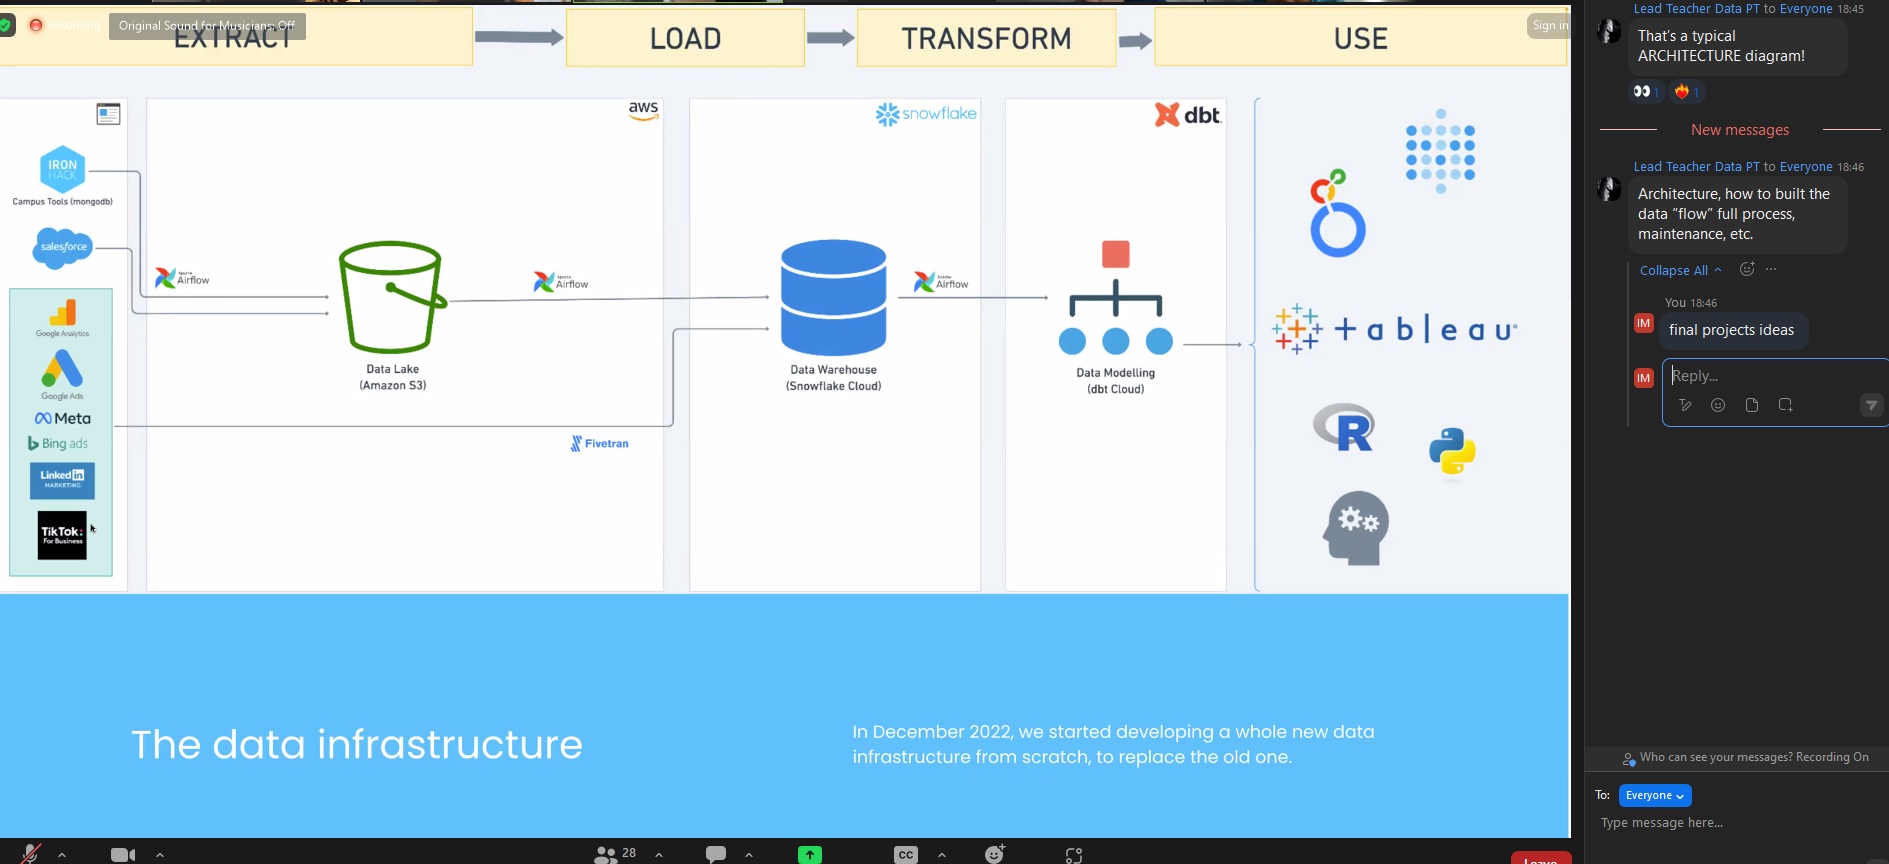 Recording
Original Sound for Musicians: Off
EXTRACT
LOAD
TRANSFORM
USE
Sign in
aws
snowflake
dbt
IRON
HACK
Campus Tools (mongodb)
salesforce
Apache
Airflow
Apache
Airflow
Apache
Airflow
Data Lake
(Amazon S3)
Data Warehouse
(Snowflake Cloud)
Data Modelling
(dbt Cloud)
Google Analytics
Google Ads
Meta
Bing ads
Linked in
MARKETING
TikTok:
For Business
Fivetran
+ableau
R
The data infrastructure
In December 2022, we started developing a whole new data
infrastructure from scratch, to replace the old one.
28
CC
Leave
Lead Teacher Data PT to Everyone 18:45
That's a typical
ARCHITECTURE diagram!
1
1
New messages
Lead Teacher Data PT to Everyone 18:46
Architecture, how to built the
data “flow” full process,
maintenance, etc.
Collapse All
You 18:46
IM
final projects ideas
IM
Reply...
Who can see your messages? Recording On
To: Everyone
Type message here...